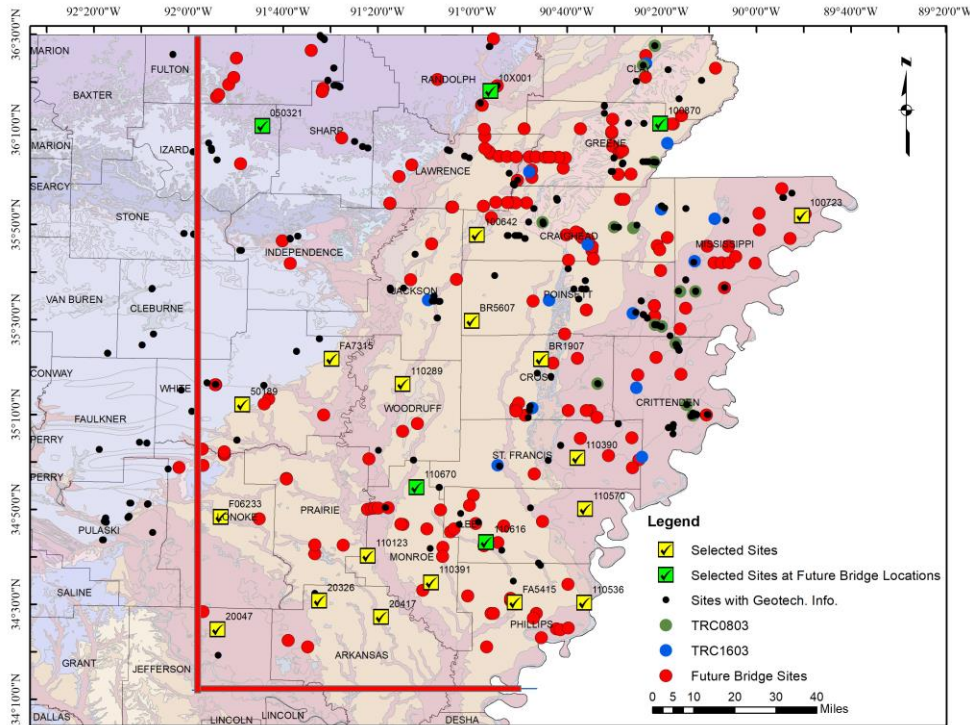 92°20'0"W 92°0'0"W 91°40'0"W 91°20'0"W 91°0'0"W 90°40'0"W 90°20'0"W 90°0'0"W 89°40'0"W 89°20'0"W
36°30'0"N
MARION
FULTON
RANDOLPH
10X001
CLAY
BAXTER
050321
100870
36°10'0"N
SHARP
GREENE
MARION
IZARD
LAWRENCE
SEARCY
STONE
100642
100723
35°50'0"N
CRAIGHEAD
MISSISSIPPI
INDEPENDENCE
JACKSON
POINSETT
VAN BUREN
CLEBURNE
BR5607
35°30'0"N
FA7315
BR1907
CONWAY
WHITE
110289
CROSS
50189
WOODRUFF
CRITTENDEN
FAULKNER
35°10'0"N
PERRY
ST. FRANCIS
110390
PERRY
110670
F06233
PRAIRIE
110570
34°50'0"N
LONOKE
LEE
110616
PULASKI
110123
MONROE
110391
SALINE
20326
FA5415
110536
34°30'0"N
20047
20417
PHILLIPS
GRANT
JEFFERSON
ARKANSAS
34°10'0"N
DALLAS
LINCOLN
LINCOLN
DESHA
N
Legend
Selected Sites
Selected Sites at Future Bridge Locations
Sites with Geotech. Info.
TRC0803
TRC1603
Future Bridge Sites
0 5 10 20 30 40
Miles